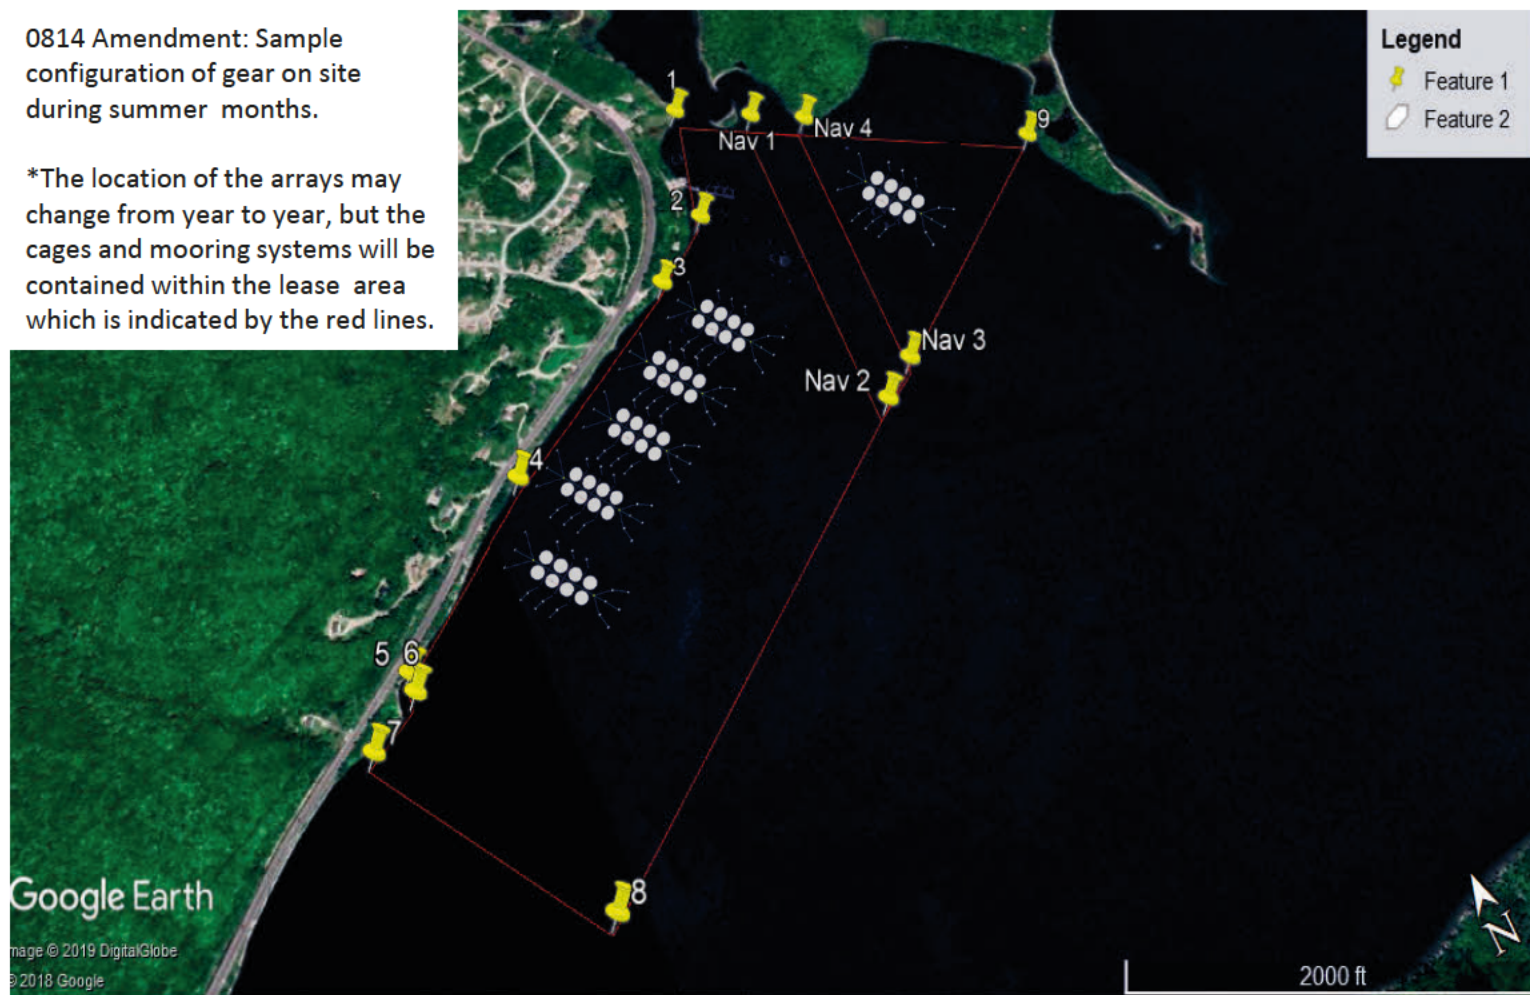 0814 Amendment: Sample
configuration of gear on site
during summer months.
*The location of the arrays may
change from year to year, but the
cages and mooring systems will be
contained within the lease area
which is indicated by the red lines.
Legend
Feature 1
Feature 2
1
Nav 1
Nav 4
9
2
3
Nav 3
Nav 2
4
5
6
7
8
Google Earth
mage © 2019 DigitalGlobe
© 2018 Google
2000 ft
N